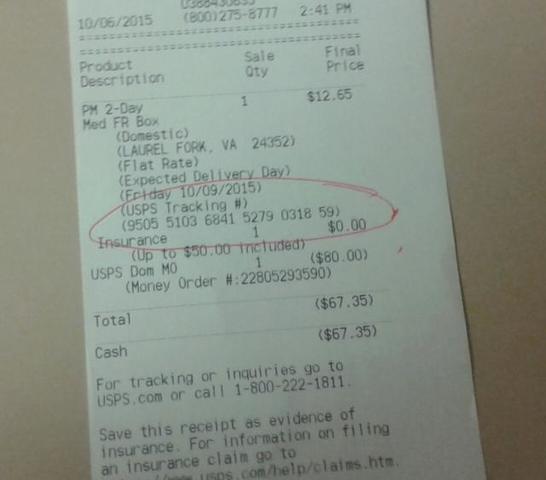 10/06/2015 (800)275-8777 2:41 PM
Product Sale Final
Description Qty Price
PM 2-Day 1 $12.65
Med FR Box
(Domestic)
(LAUREL FORK, VA 24352)
(Flat Rate)
(Expected Delivery Day)
(Friday 10/09/2015)
(USPS Tracking #)
(9505 5103 6841 5279 0318 59)
Insurance 1 $0.00
(Up to $50.00 included)
USPS Dom MO 1 ($80.00)
(Money Order #:22805293590)
Total ($67.35)
Cash ($67.35)
For tracking or inquiries go to
USPS.com or call 1-800-222-1811.
Save this receipt as evidence of
insurance. For information on filing
an insurance claim go to
usps.com/help/claims.htm.